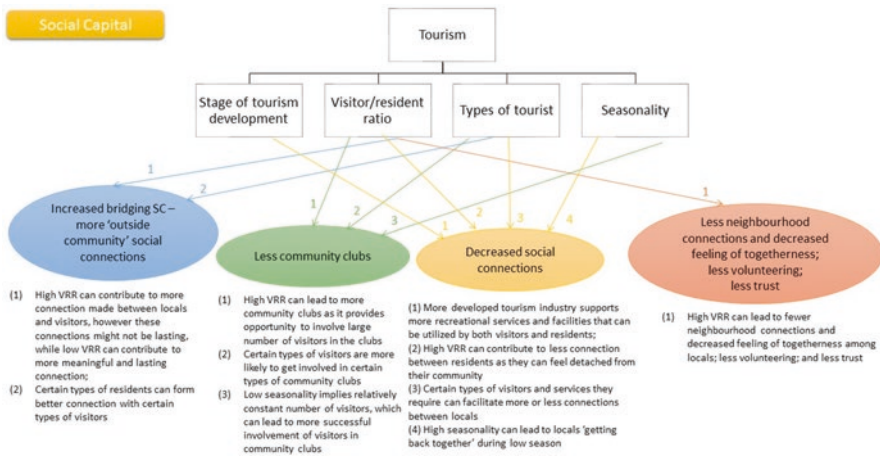 Social Capital
Tourism
Stage of tourism
development
Visitor/resident
ratio
Types of tourist
Seasonality
1
2
1
2
3
1
2
3
4
1
Increased bridging SC –
more 'outside
community' social
connections
Less community clubs
Decreased social
connections
Less neighbourhood
connections and decreased
feeling of togetherness;
less volunteering;
less trust
(1) High VRR can contribute to more
connection made between locals
and visitors, however these
connections might not be lasting,
while low VRR can contribute to
more meaningful and lasting
connection;
(2) Certain types of residents can form
better connection with certain
types of visitors
(1) High VRR can lead to more
community clubs as it provides
opportunity to involve large
number of visitors in the clubs
(2) Certain types of visitors are more
likely to get involved in certain
types of community clubs
(3) Low seasonality implies relatively
constant number of visitors, which
can lead to more successful
involvement of visitors in
community clubs
(1) More developed tourism industry supports
more recreational services and facilities that can
be utilized by both visitors and residents;
(2) High VRR can contribute to less connection
between residents as they can feel detached from
their community
(3) Certain types of visitors and services they
require can facilitate more or less connections
between locals
(4) High seasonality can lead to locals 'getting
back together' during low season
(1) High VRR can lead to fewer
neighbourhood connections and
decreased feeling of togetherness among
locals; less volunteering; and less trust